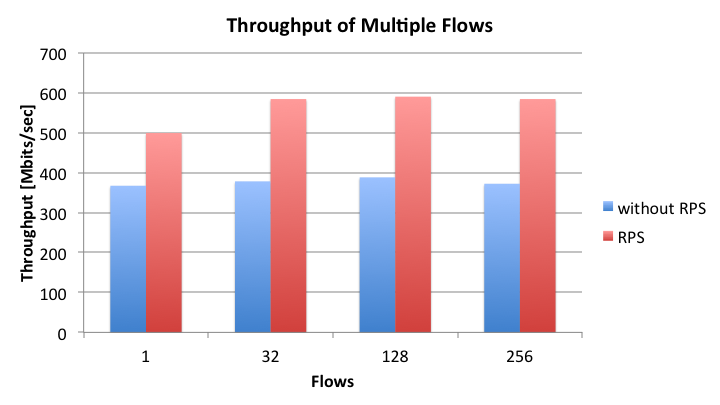 Throughput of Multiple Flows
Throughput [Mbits/sec]
700
600
500
400
300
200
100
0
1 32 128 256
Flows
without RPS
RPS